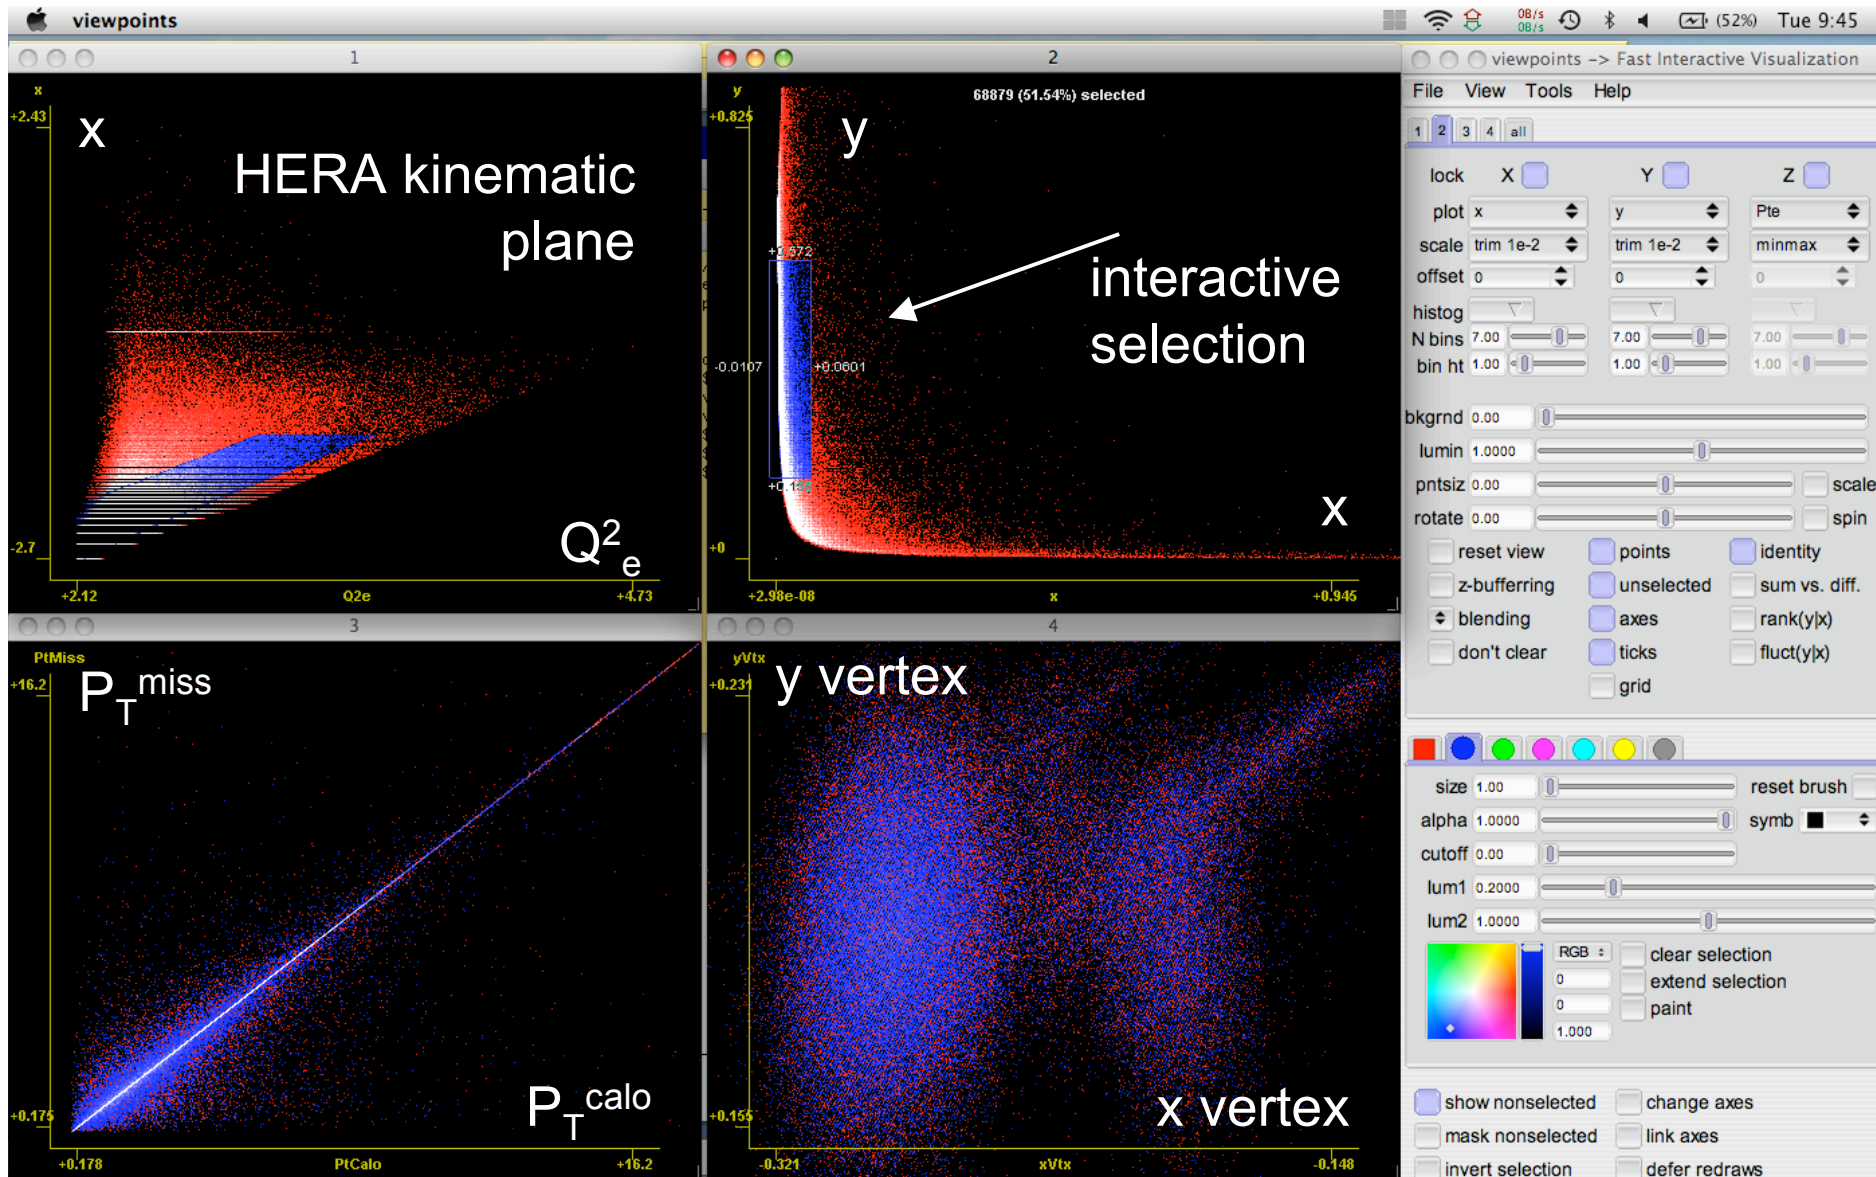 viewpoints
0B/s
0B/s
(52%) Tue 9:45
1
x
+2.43
x
HERA kinematic
plane
-2.7
Q²e
+2.12
Q2e
+4.73
2
y
68879 (51.54%) selected
+0.825
y
+0.572
interactive
selection
-0.0107
+0.0601
x
+0
+2.98e-08
x
+0.945
3
PtMiss
+16.2
PT miss
+0.175
PT calo
+0.178
PtCalo
+16.2
4
yVtx
+0.231
y vertex
+0.155
x vertex
-0.321
xVtx
-0.148
viewpoints -> Fast Interactive Visualization
File View Tools Help
1 2 3 4 all
lock X Y Z
plot x y Pte
scale trim 1e-2 trim 1e-2 minmax
offset 0 0 0
histog
N bins 7.00 7.00 7.00
bin ht 1.00 1.00 1.00
bkgrnd 0.00
lumin 1.0000
pntsiz 0.00 scale
rotate 0.00 spin
reset view points identity
z-bufferring unselected sum vs. diff.
blending axes rank(y|x)
don't clear ticks fluct(y|x)
grid
size 1.00 reset brush
alpha 1.0000 symb
cutoff 0.00
lum1 0.2000
lum2 1.0000
RGB clear selection
0 extend selection
0 paint
1.000
show nonselected change axes
mask nonselected link axes
invert selection defer redraws